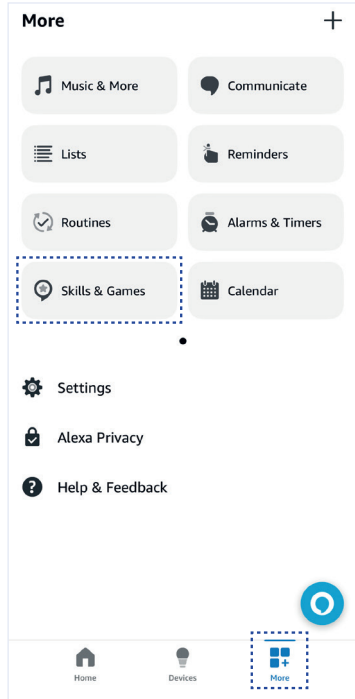 More
Music & More
Communicate
Lists
Reminders
Routines
Alarms & Timers
Skills & Games
Calendar
Settings
Alexa Privacy
Help & Feedback
Home
Devices
More